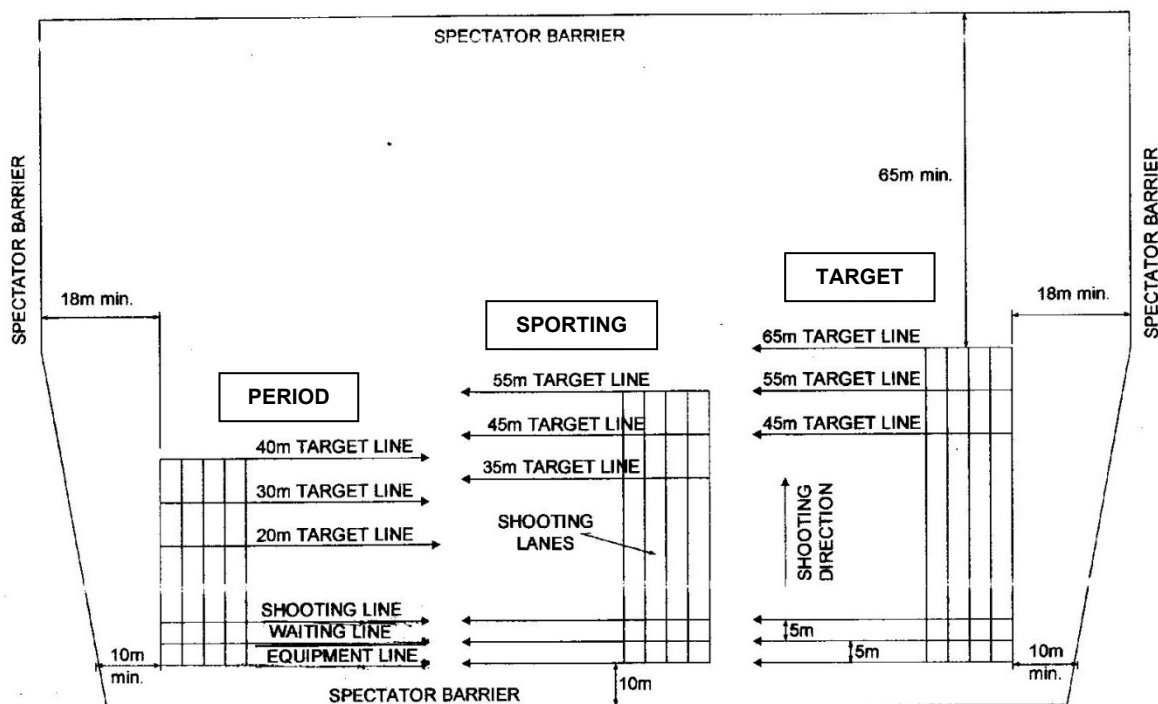 SPECTATOR BARRIER
SPECTATOR BARRIER
SPECTATOR BARRIER
65m min.
TARGET
18m min.
18m min.
SPORTING
65m TARGET LINE
55m TARGET LINE
55m TARGET LINE
PERIOD
45m TARGET LINE
45m TARGET LINE
40m TARGET LINE
35m TARGET LINE
30m TARGET LINE
SHOOTING
LANES
SHOOTING
DIRECTION
20m TARGET LINE
SHOOTING LINE
WAITING LINE
5m
EQUIPMENT LINE
5m
10m
min.
10m
min.
10m
SPECTATOR BARRIER